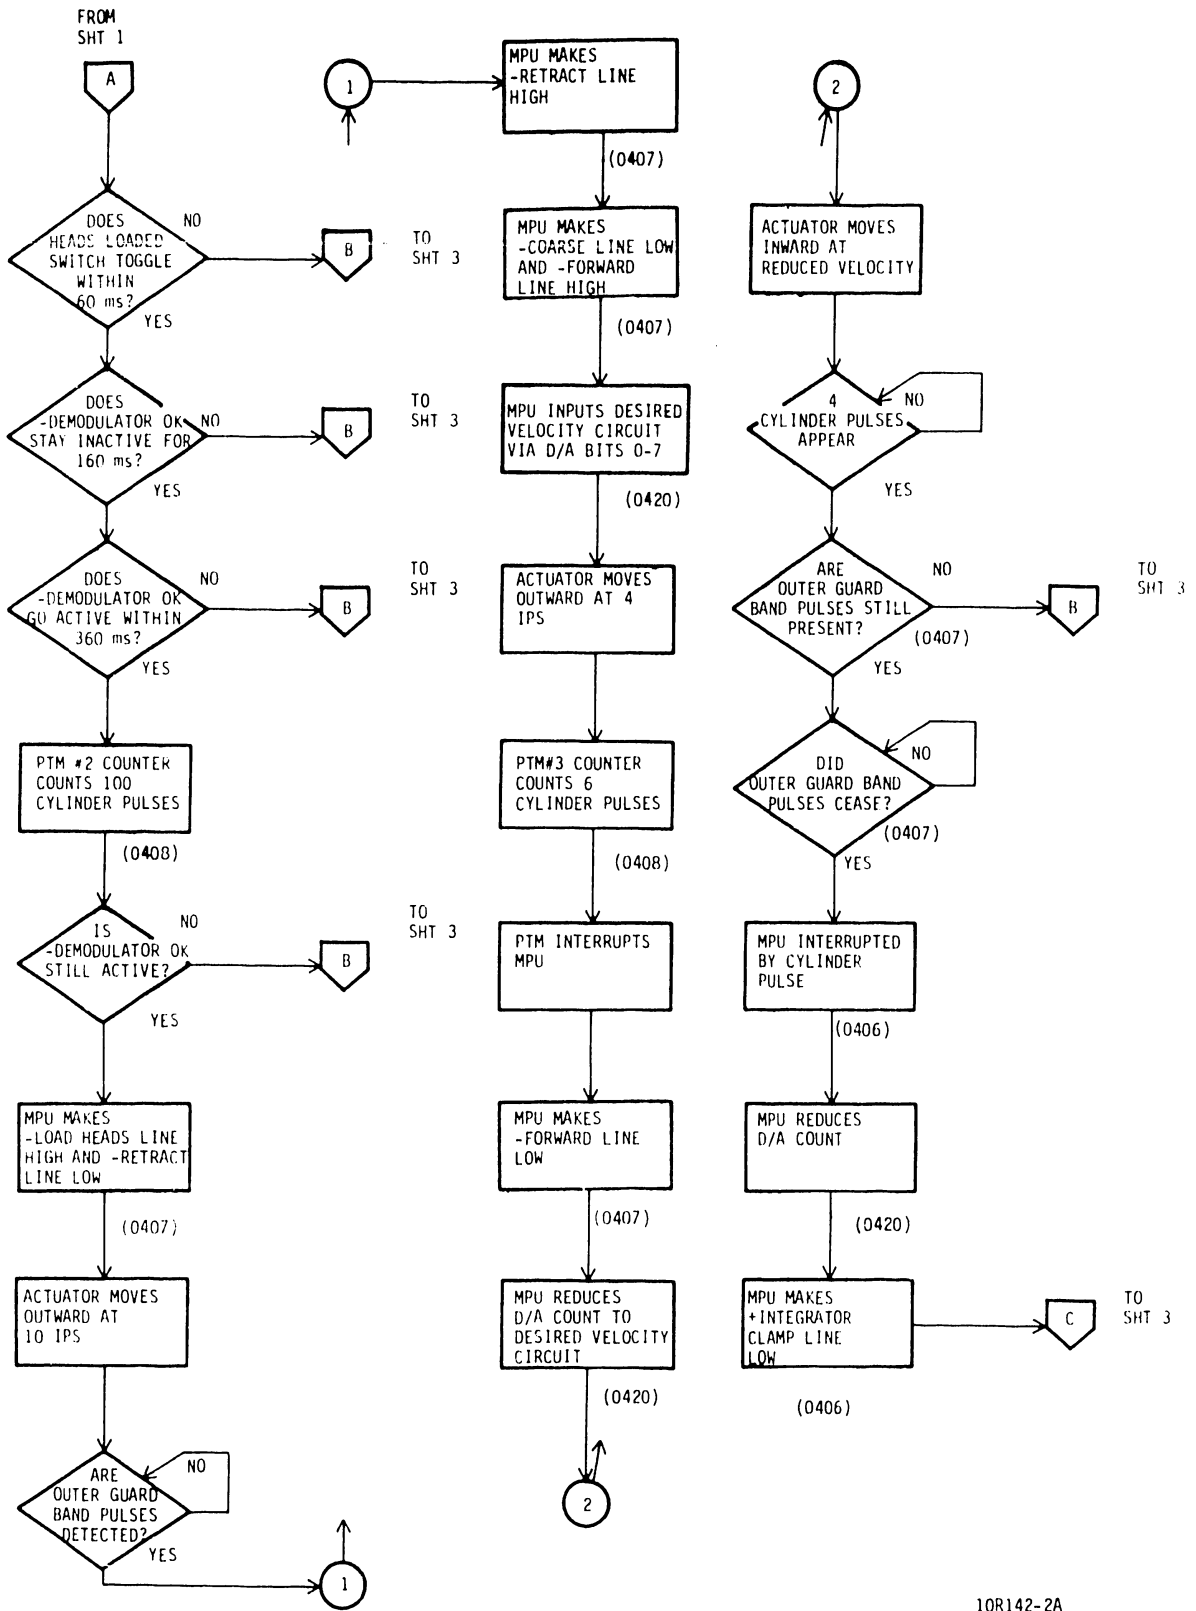 FROM
SHT 1
A
DOES
HEADS LOADED
SWITCH TOGGLE
WITHIN
60 ms?
NO
B
TO
SHT 3
YES
DOES
-DEMODULATOR OK
STAY INACTIVE FOR
160 ms?
NO
B
TO
SHT 3
YES
DOES
-DEMODULATOR OK
GO ACTIVE WITHIN
360 ms?
NO
B
TO
SHT 3
YES
PTM #2 COUNTER
COUNTS 100
CYLINDER PULSES
(0408)
IS
-DEMODULATOR OK
STILL ACTIVE?
NO
B
TO
SHT 3
YES
MPU MAKES
-LOAD HEADS LINE
HIGH AND -RETRACT
LINE LOW
(0407)
ACTUATOR MOVES
OUTWARD AT
10 IPS
ARE
OUTER GUARD
BAND PULSES
DETECTED?
NO
YES
1
1
MPU MAKES
-RETRACT LINE
HIGH
(0407)
MPU MAKES
-COARSE LINE LOW
AND -FORWARD
LINE HIGH
(0407)
MPU INPUTS DESIRED
VELOCITY CIRCUIT
VIA D/A BITS 0-7
(0420)
ACTUATOR MOVES
OUTWARD AT 4
IPS
PTM#3 COUNTER
COUNTS 6
CYLINDER PULSES
(0408)
PTM INTERRUPTS
MPU
MPU MAKES
-FORWARD LINE
LOW
(0407)
MPU REDUCES
D/A COUNT TO
DESIRED VELOCITY
CIRCUIT
(0420)
2
2
ACTUATOR MOVES
INWARD AT
REDUCED VELOCITY
4
CYLINDER PULSES
APPEAR
NO
YES
ARE
OUTER GUARD
BAND PULSES STILL
PRESENT?
NO
(0407)
B
TO
SHT 3
YES
DID
OUTER GUARD BAND
PULSES CEASE?
NO
(0407)
YES
MPU INTERRUPTED
BY CYLINDER
PULSE
(0406)
MPU REDUCES
D/A COUNT
(0420)
MPU MAKES
+INTEGRATOR
CLAMP LINE
LOW
(0406)
C
TO
SHT 3
10R142-2A